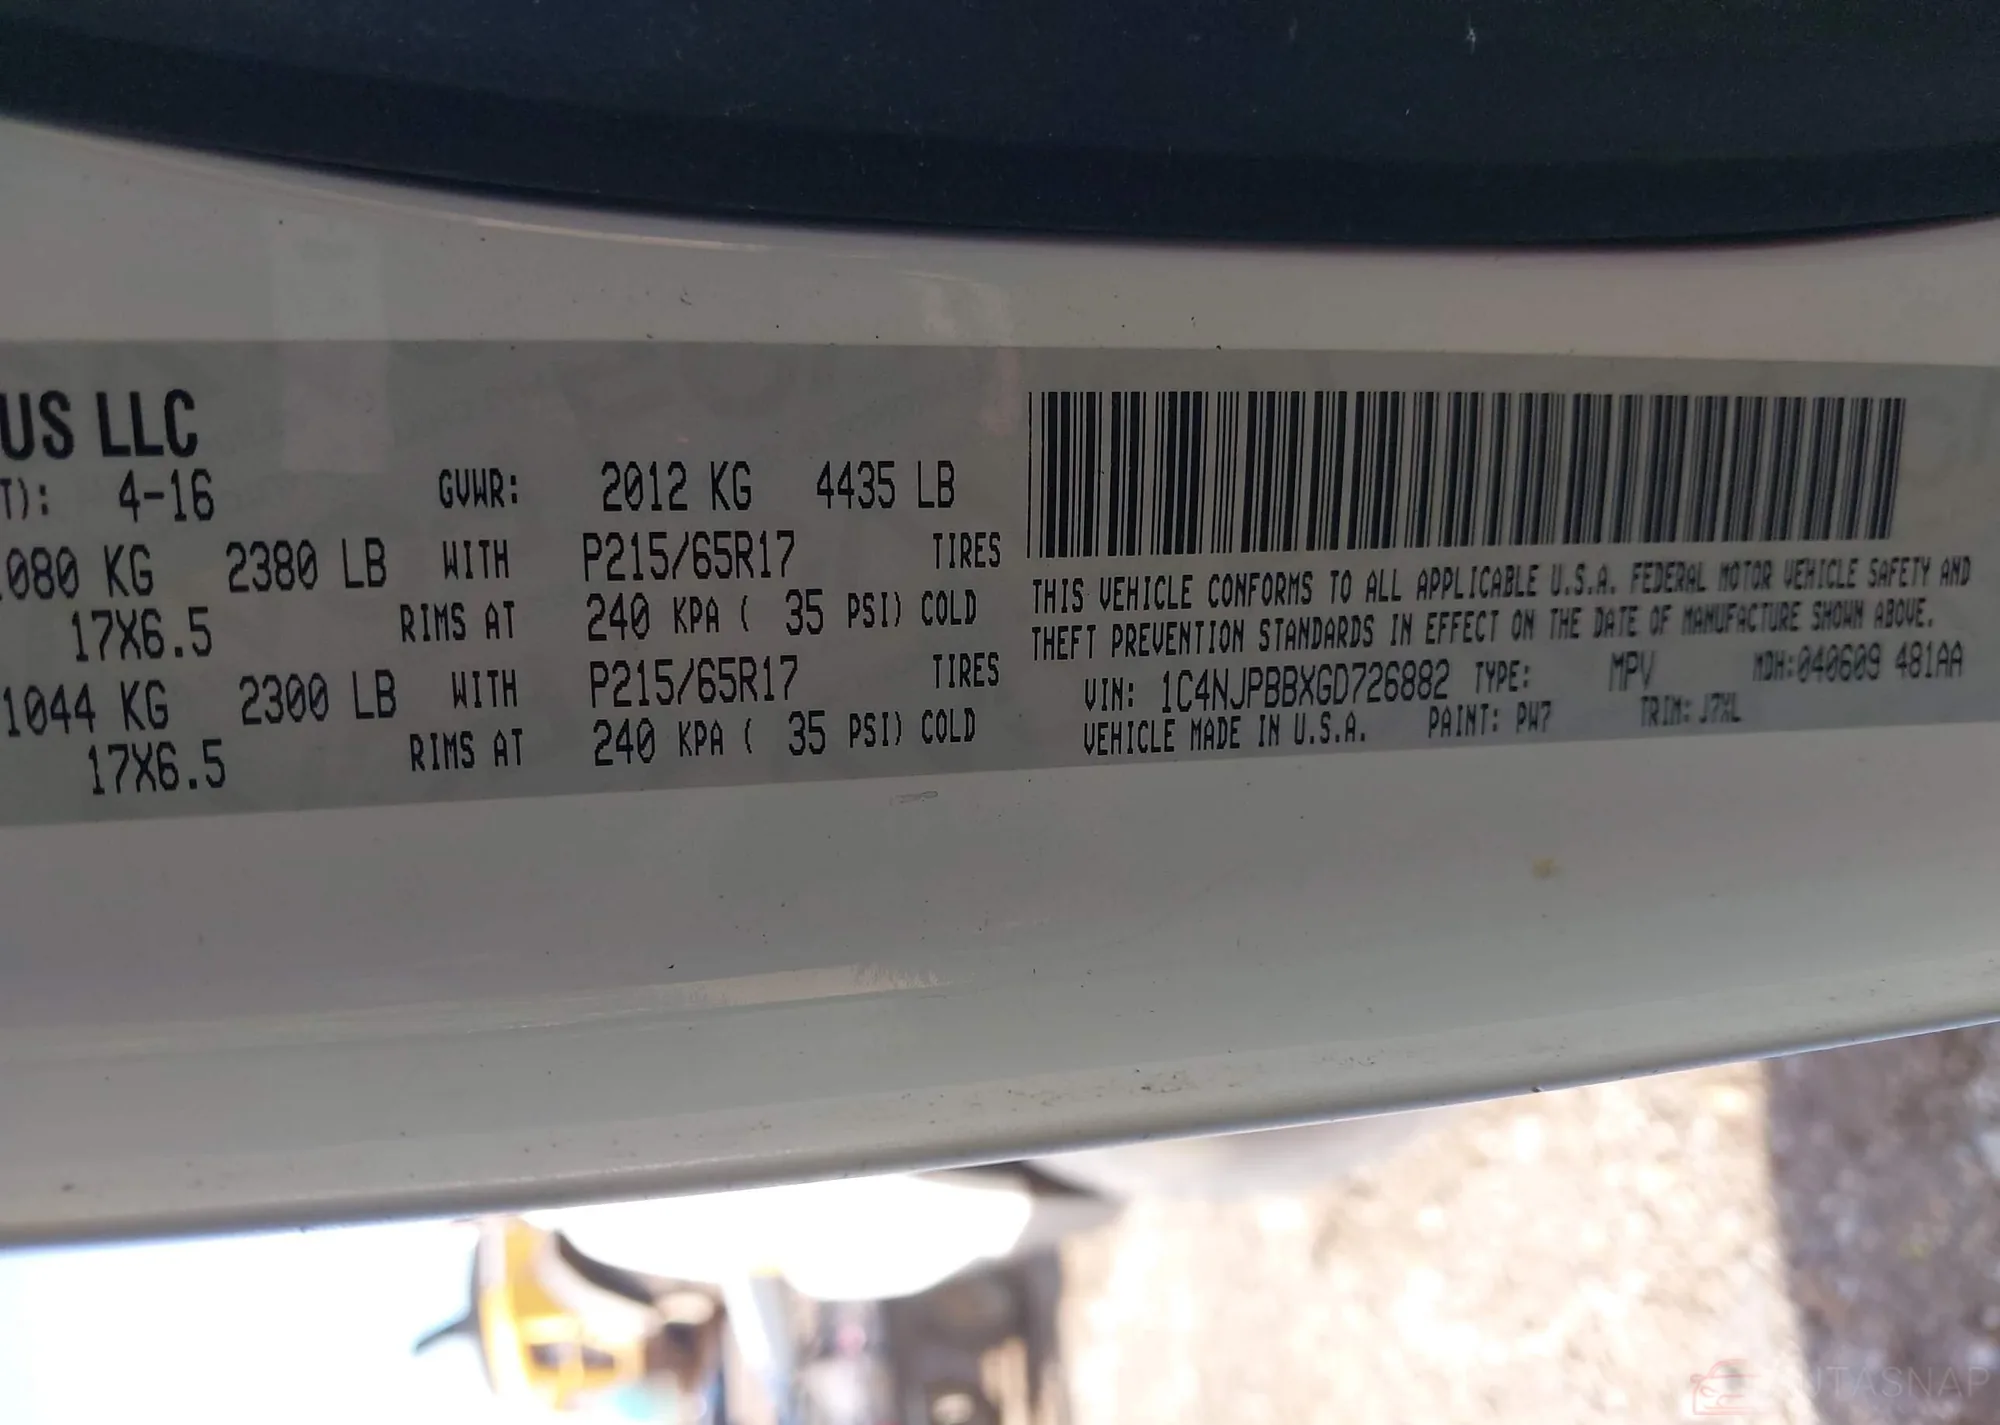 US LLC
T): 4-16 GVWR: 2012 KG 4435 LB
1080 KG 2380 LB WITH P215/65R17 TIRES
17X6.5 RIMS AT 240 KPA ( 35 PSI) COLD
1044 KG 2300 LB WITH P215/65R17 TIRES
17X6.5 RIMS AT 240 KPA ( 35 PSI) COLD
THIS VEHICLE CONFORMS TO ALL APPLICABLE U.S.A. FEDERAL MOTOR VEHICLE SAFETY AND
THEFT PREVENTION STANDARDS IN EFFECT ON THE DATE OF MANUFACTURE SHOWN ABOVE.
VIN: 1C4NJPBBXGD726882 TYPE: MPV MDH:040609 481AA
VEHICLE MADE IN U.S.A. PAINT: PW7 TRIM: J7XL